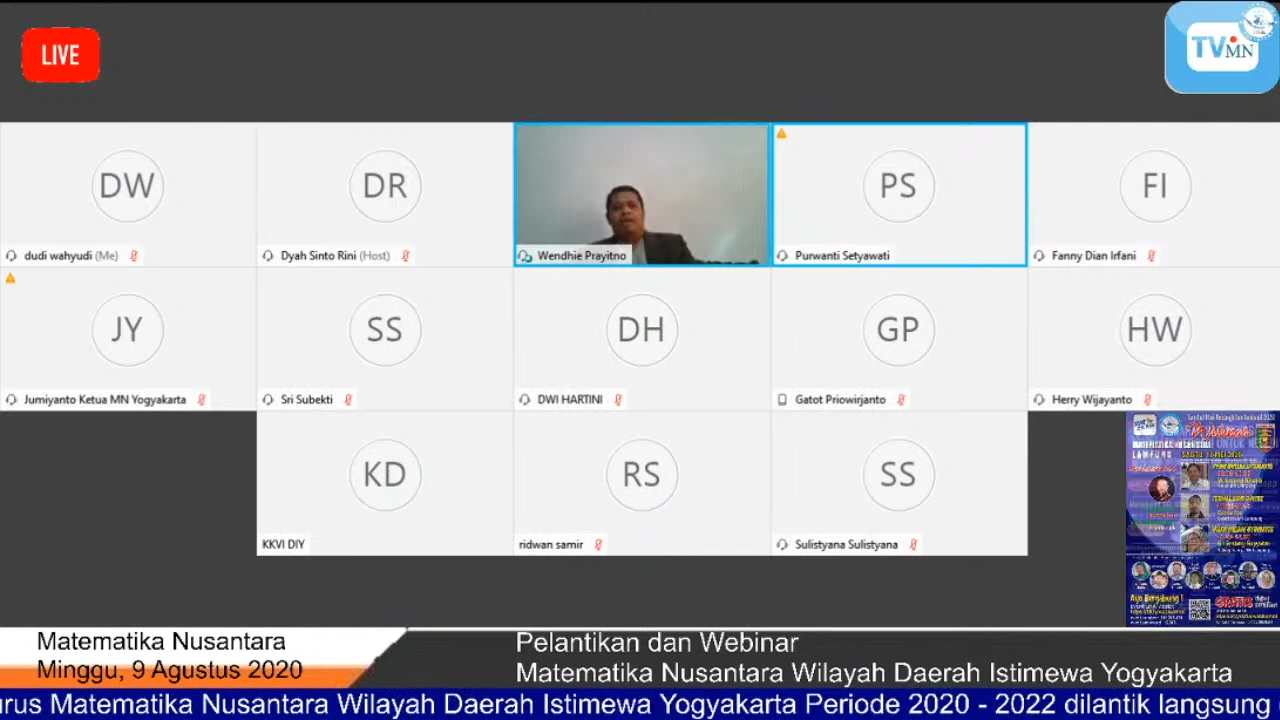 LIVE
TVMN
DW
dudi wahyudi (Me)
DR
Dyah Sinto Rini (Host)
Wendhie Prayitno
PS
Purwanti Setyawati
FI
Fanny Dian Irfani
JY
Jumiyanto Ketua MN Yogyakarta
SS
Sri Subekti
DH
DWI HARTINI
GP
Gatot Priowirjanto
HW
Herry Wijayanto
KD
KKVI DIY
RS
ridwan samir
SS
Sulistyana Sulistyana
LAMPUNG
GRATIS
Matematika Nusantara
Minggu, 9 Agustus 2020
Pelantikan dan Webinar
Matematika Nusantara Wilayah Daerah Istimewa Yogyakarta
urus Matematika Nusantara Wilayah Daerah Istimewa Yogyakarta Periode 2020 - 2022 dilantik langsung